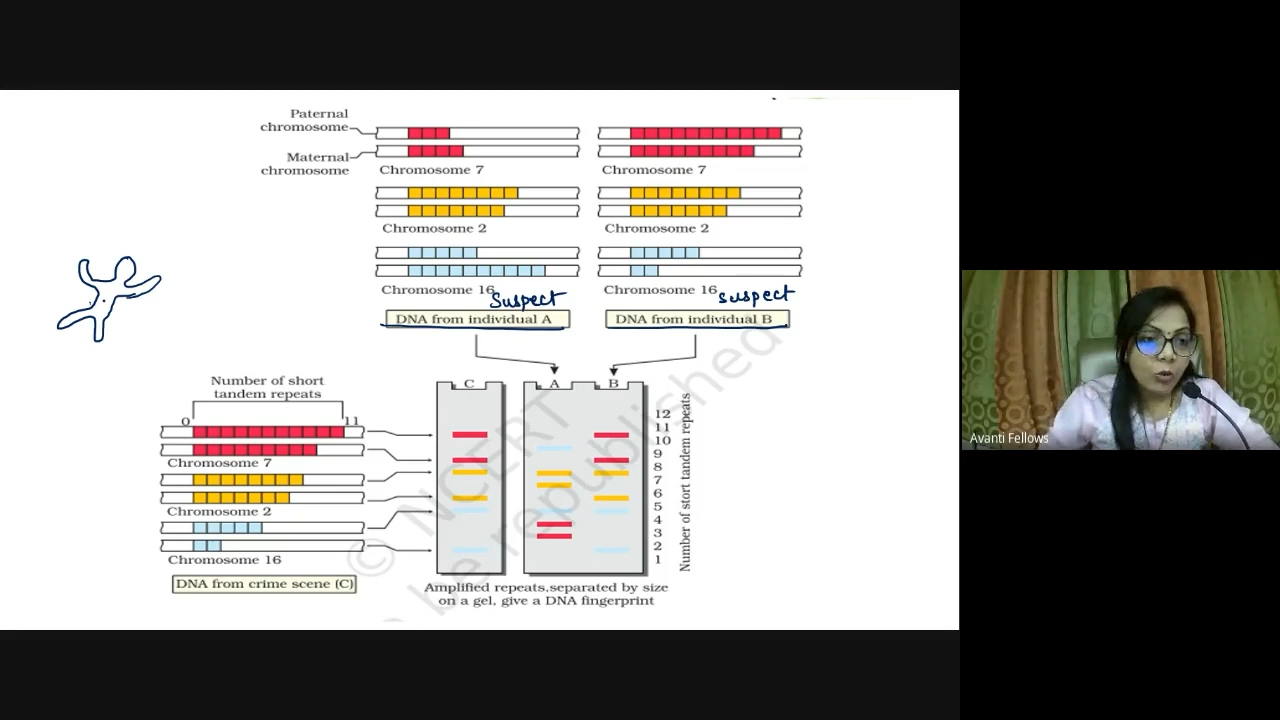 Paternal
chromosome
Maternal
chromosome
Chromosome 7
Chromosome 7
Chromosome 2
Chromosome 2
Chromosome 16
Chromosome 16
Suspect
suspect
DNA from individual A
DNA from individual B
Number of short
tandem repeats
0
11
Chromosome 7
Chromosome 2
Chromosome 16
DNA from crime scene (C)
C
A
B
12
11
10
9
8
7
6
5
4
3
2
1
Number of stort tandem repeats
Amplified repeats,separated by size
on a gel, give a DNA fingerprint
© NCERT
be republished
Avanti Fellows